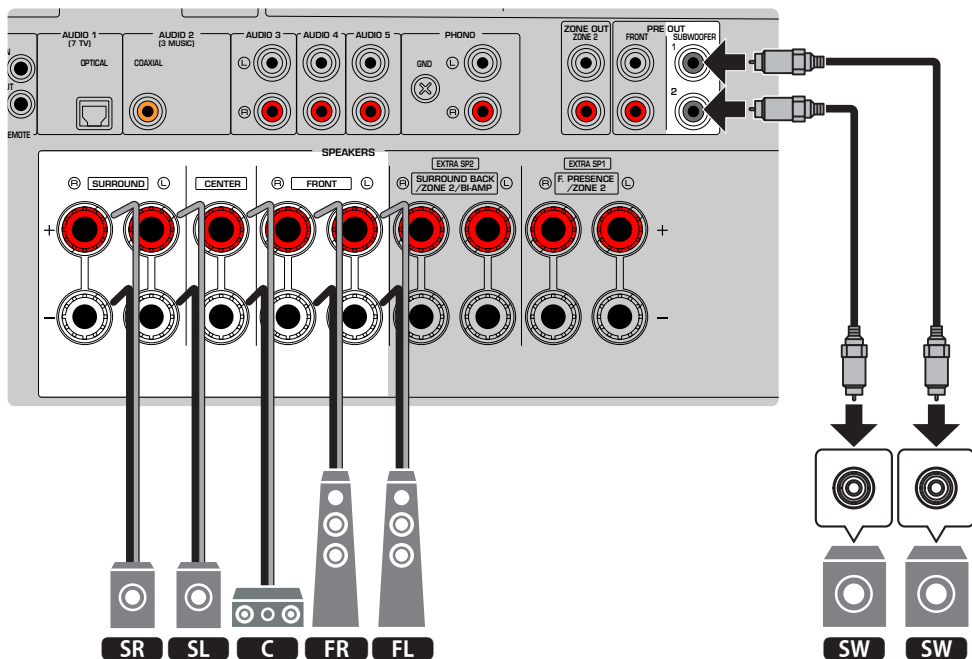 AUDIO 1
(7 TV)
AUDIO 2
(3 MUSIC)
AUDIO 3
AUDIO 4
AUDIO 5
PHONO
ZONE OUT
ZONE 2
PRE OUT
FRONT
SUBWOOFER
OPTICAL
COAXIAL
L
R
GND
L
R
1
2
EMOTE
SPEAKERS
EXTRA SP2
EXTRA SP1
R SURROUND L
CENTER
R FRONT L
R SURROUND BACK L
/ZONE 2/BI-AMP
R F. PRESENCE L
/ZONE 2
+ +
− −
SR SL C FR FL SW SW